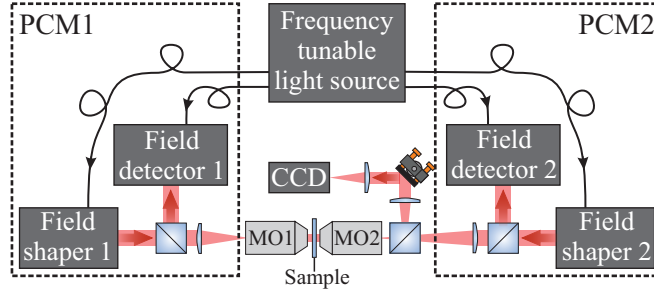 PCM1
Frequency
tunable
light source
PCM2
Field
detector 1
Field
detector 2
CCD
Field
shaper 1
MO1
MO2
Field
shaper 2
Sample